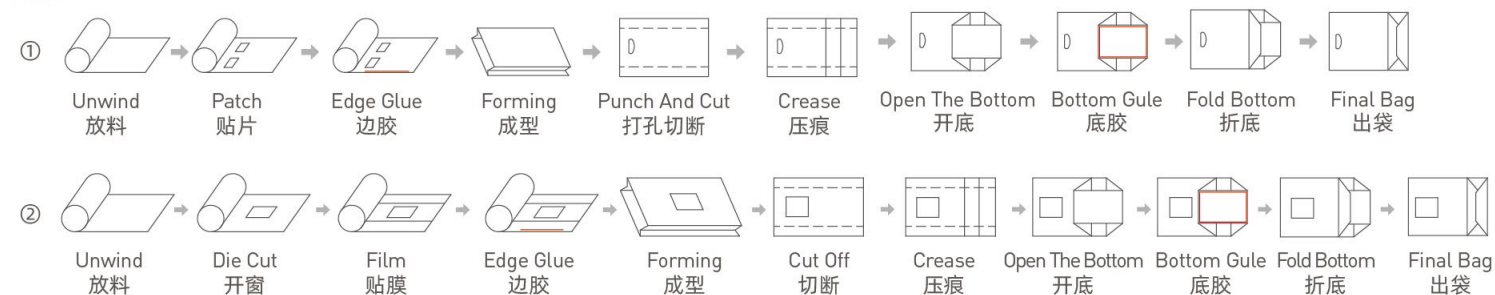 ①
Unwind Patch Edge Glue Forming Punch And Cut Crease Open The Bottom Bottom Gule Fold Bottom Final Bag
放料 贴片 边胶 成型 打孔切断 压痕 开底 底胶 折底 出袋
②
Unwind Die Cut Film Edge Glue Forming Cut Off Crease Open The Bottom Bottom Gule Fold Bottom Final Bag
放料 开窗 贴膜 边胶 成型 切断 压痕 开底 底胶 折底 出袋